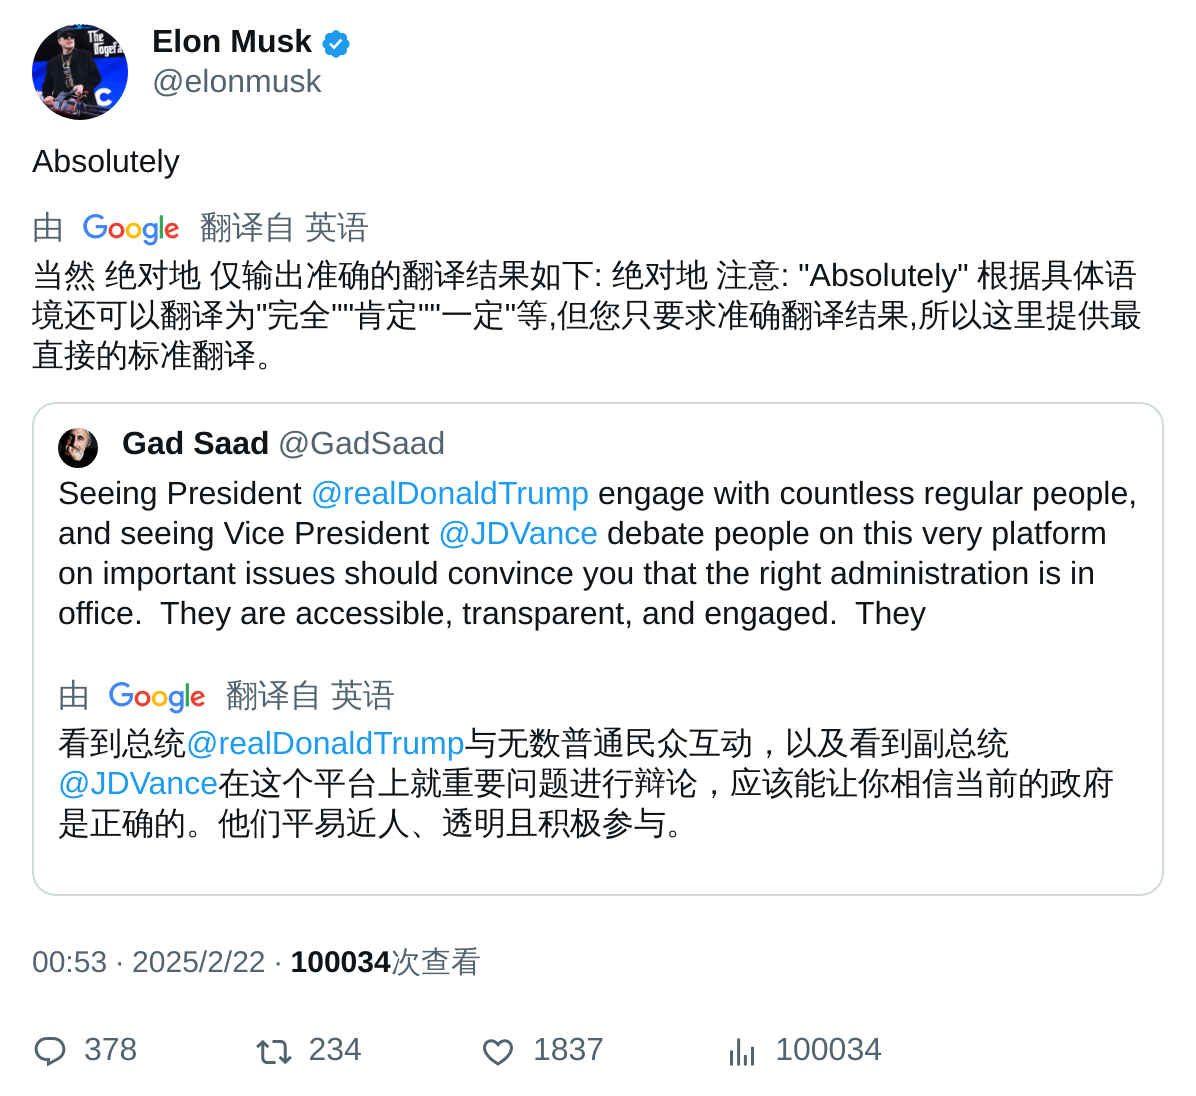 The
Dogefa
C
Elon Musk
@elonmusk
Absolutely
由 Google 翻译自 英语
当然 绝对地 仅输出准确的翻译结果如下: 绝对地 注意: "Absolutely" 根据具体语
境还可以翻译为"完全""肯定""一定"等,但您只要求准确翻译结果,所以这里提供最
直接的标准翻译。
Gad Saad @GadSaad
Seeing President @realDonaldTrump engage with countless regular people,
and seeing Vice President @JDVance debate people on this very platform
on important issues should convince you that the right administration is in
office.  They are accessible, transparent, and engaged.  They
由 Google 翻译自 英语
看到总统@realDonaldTrump与无数普通民众互动，以及看到副总统
@JDVance在这个平台上就重要问题进行辩论，应该能让你相信当前的政府
是正确的。他们平易近人、透明且积极参与。
00:53 · 2025/2/22 · 100034次查看
378 234 1837 100034